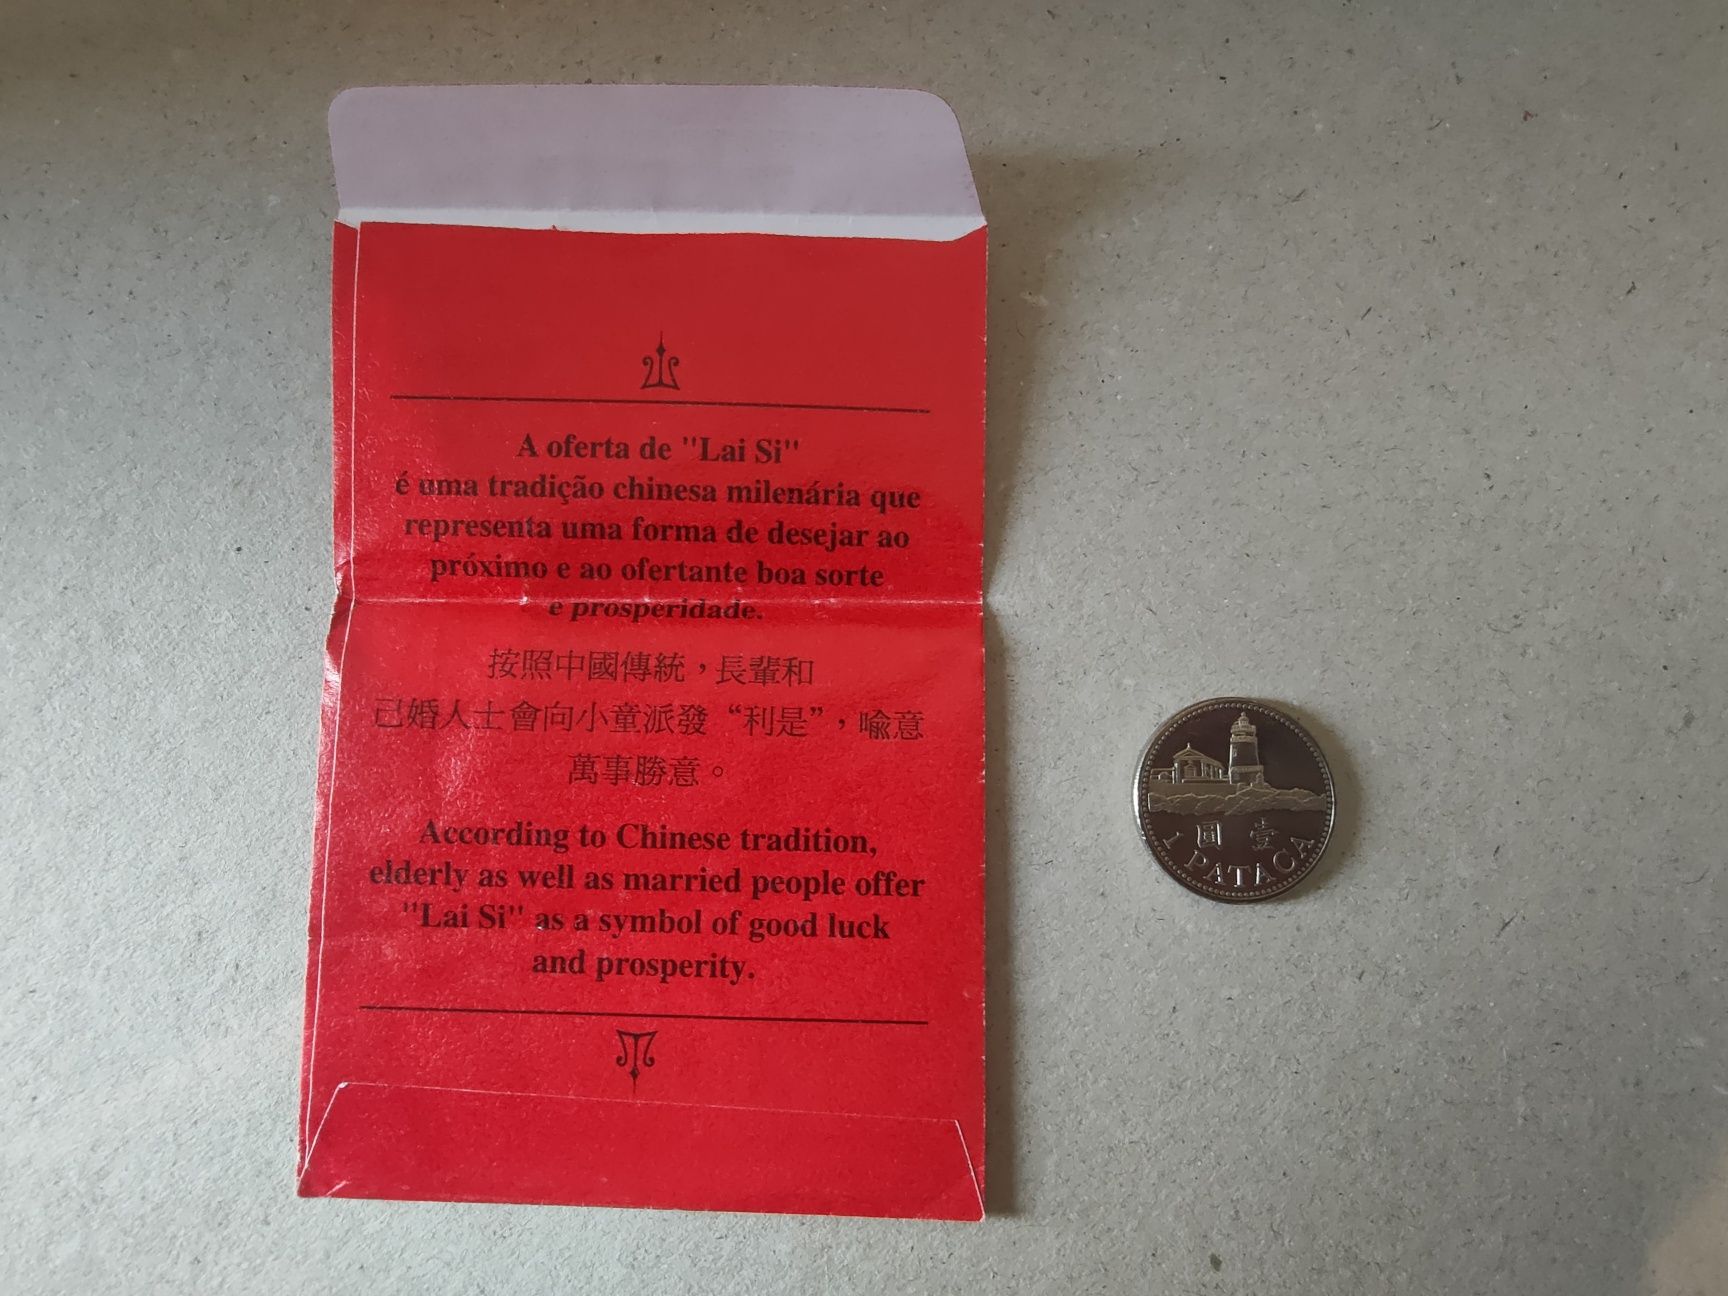 A oferta de "Lai Si"
é uma tradição chinesa milenária que
representa uma forma de desejar ao
próximo e ao ofertante boa sorte
e prosperidade.
按照中國傳統，長輩和
己婚人士會向小童派發“利是”，喻意
萬事勝意。
According to Chinese tradition,
elderly as well as married people offer
"Lai Si" as a symbol of good luck
and prosperity.
圓 壹
1 PATACA